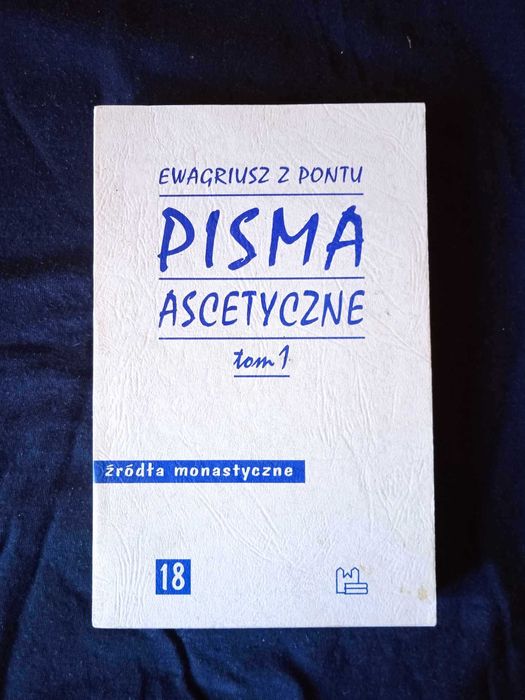 EWAGRIUSZ Z PONTU
PISMA
ASCETYCZNE
tom 1
źródła monastyczne
18